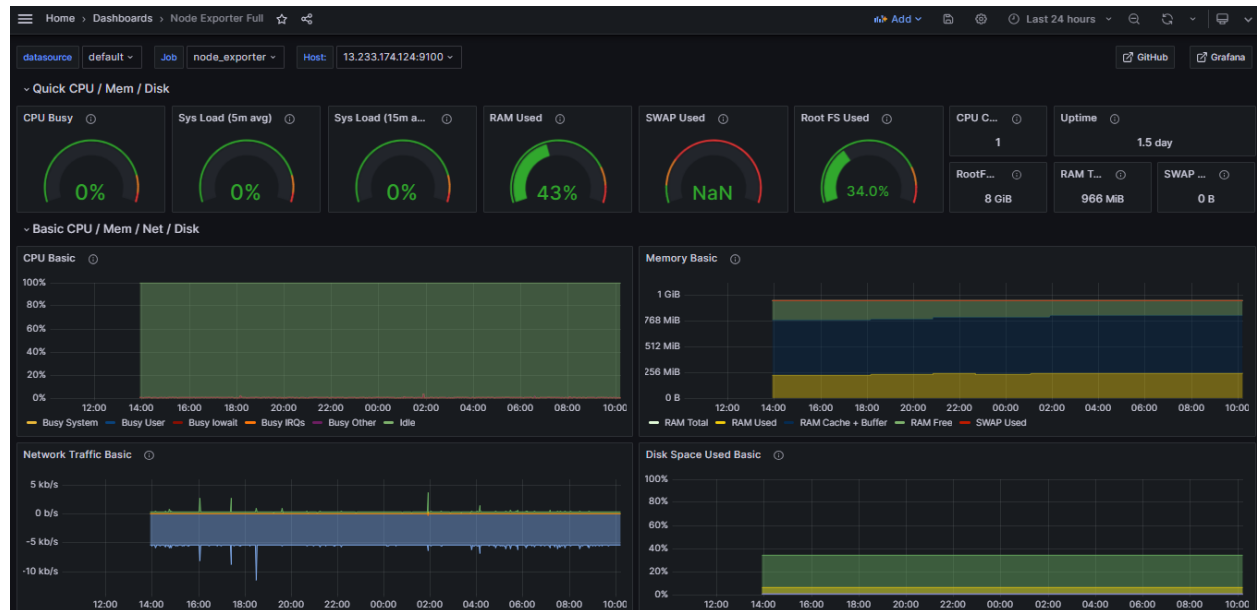 Home › Dashboards › Node Exporter Full
Add
Last 24 hours
datasource default Job node_exporter Host: 13.233.174.124:9100 GitHub Grafana
Quick CPU / Mem / Disk
CPU Busy
0%
Sys Load (5m avg)
0%
Sys Load (15m a...
0%
RAM Used
43%
SWAP Used
NaN
Root FS Used
34.0%
CPU C...
1
Uptime
1.5 day
RootF...
8 GiB
RAM T...
966 MiB
SWAP ...
0 B
Basic CPU / Mem / Net / Disk
CPU Basic
100%
80%
60%
40%
20%
0%
12:00 14:00 16:00 18:00 20:00 22:00 00:00 02:00 04:00 06:00 08:00 10:00
Busy System Busy User Busy Iowait Busy IRQs Busy Other Idle
Memory Basic
1 GiB
768 MiB
512 MiB
256 MiB
0 B
12:00 14:00 16:00 18:00 20:00 22:00 00:00 02:00 04:00 06:00 08:00 10:00
RAM Total RAM Used RAM Cache + Buffer RAM Free SWAP Used
Network Traffic Basic
5 kb/s
0 b/s
-5 kb/s
-10 kb/s
12:00 14:00 16:00 18:00 20:00 22:00 00:00 02:00 04:00 06:00 08:00 10:00
Disk Space Used Basic
100%
80%
60%
40%
20%
0%
12:00 14:00 16:00 18:00 20:00 22:00 00:00 02:00 04:00 06:00 08:00 10:00